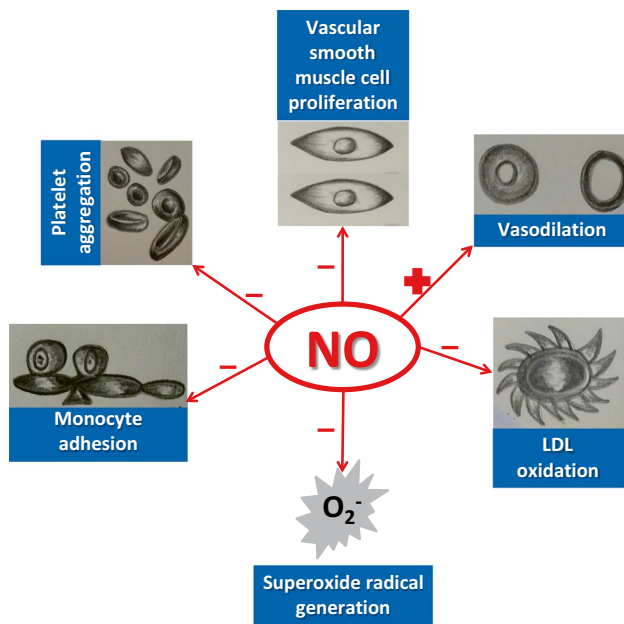 Vascular
smooth
muscle cell
proliferation
Platelet
aggregation
Vasodilation
–
–
+
NO
–
–
Monocyte
adhesion
–
LDL
oxidation
O₂⁻
Superoxide radical
generation